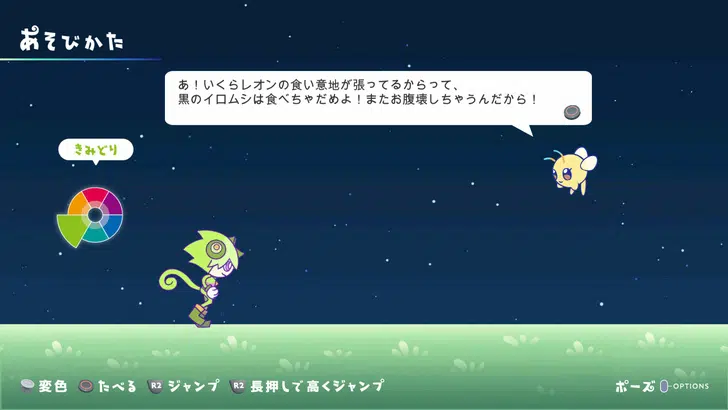 あそびかた
あ！いくらレオンの食い意地が張ってるからって、
黒のイロムシは食べちゃだめよ！またお腹壊しちゃうんだから！
きみどり
変色 たべる R2 ジャンプ R2 長押しで高くジャンプ
ポーズ OPTIONS